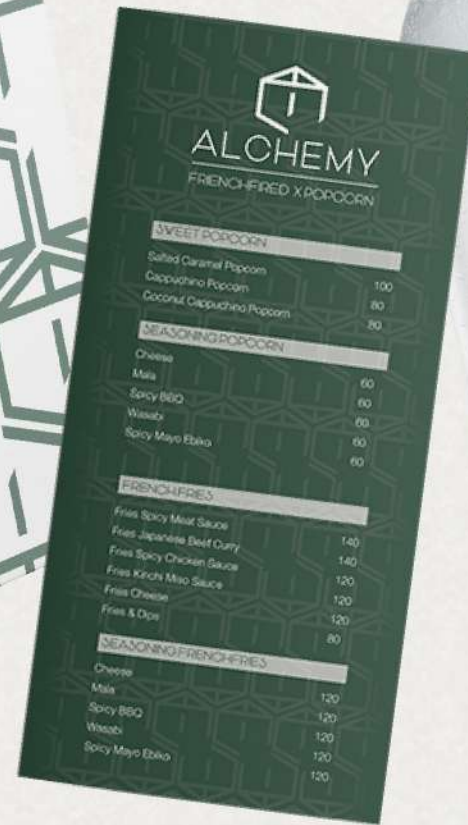 ALCHEMY
FRIENCHFIRED X POPCORN
SWEET POPCORN
Salted Caramel Popcorn 100
Cappuchino Popcorn 80
Coconut Cappuchino Popcorn 80
SEASONING POPCORN
Cheese 60
Mala 60
Spicy BBQ 60
Wasabi 60
Spicy Mayo Ebiko 60
FRENCH FRIES
Fries Spicy Meat Sauce 140
Fries Japanese Beef Curry 140
Fries Spicy Chicken Sauce 120
Fries Kinchi Miso Sauce 120
Fries Cheese 120
Fries & Dips 80
SEASONING FRENCHFRIES
Cheese 120
Mala 120
Spicy BBQ 120
Wasabi 120
Spicy Mayo Ebiko 120